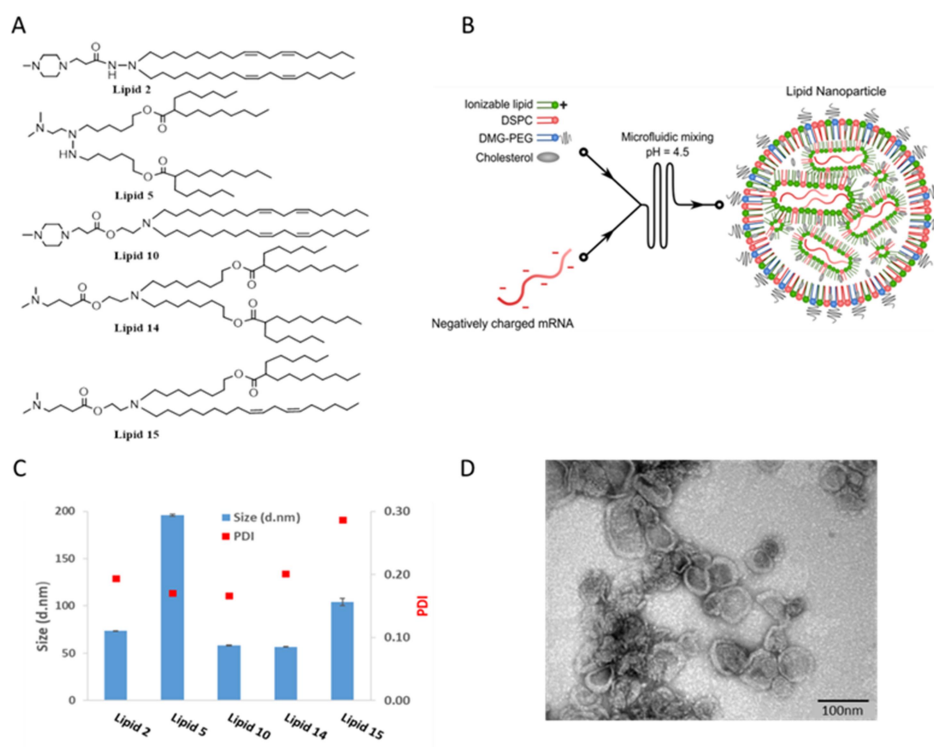 A
O
N
N
N
H
N
Lipid 2
N
N
HN
O
O
O
O
Lipid 5
N
N
O
O
N
Lipid 10
N
O
O
N
O
O
O
O
Lipid 14
N
O
O
N
O
O
Lipid 15
B
Lipid Nanoparticle
Ionizable lipid +
DSPC
DMG-PEG
Cholesterol
Microfluidic mixing
pH = 4.5
Negatively charged mRNA
C
Size (d.nm)
PDI
200
150
100
50
0
Size (d.nm)
0.30
0.20
0.10
0.00
PDI
Lipid 2
Lipid 5
Lipid 10
Lipid 14
Lipid 15
D
100nm